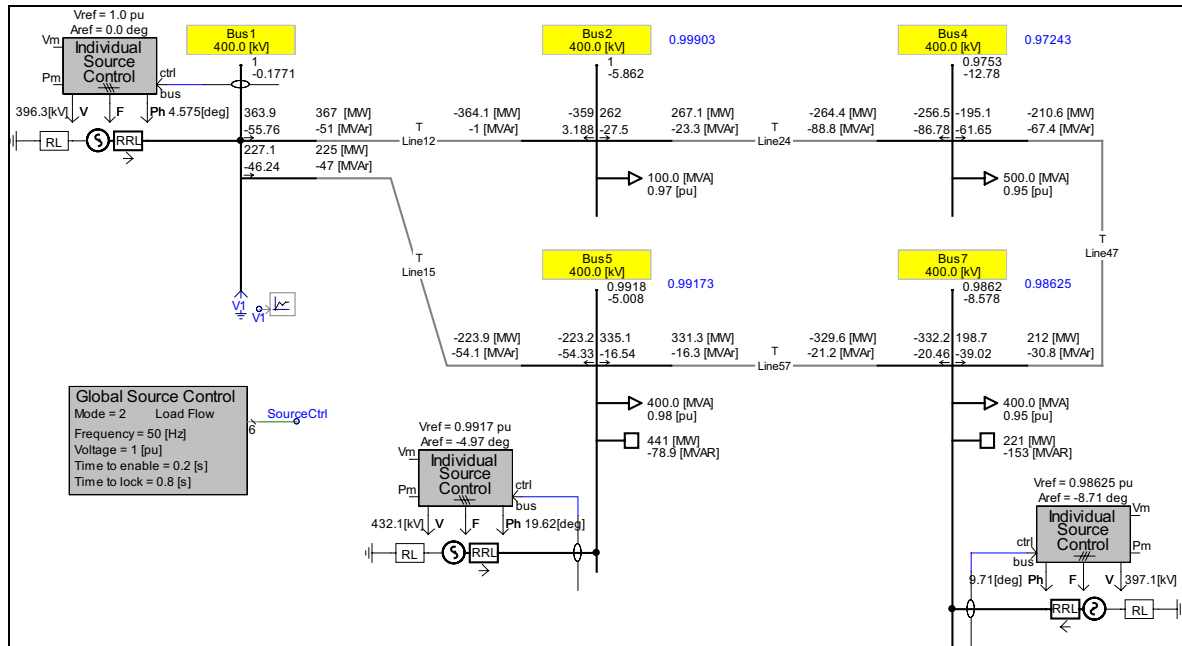 Vref = 1.0 pu
Aref = 0.0 deg
Individual
Source
Control
Vm
Pm
ctrl
bus
396.3[kV] V F Ph 4.575[deg]
RL
RRL
Bus1
400.0 [kV]
1
-0.1771
363.9
-55.76
367 [MW]
-51 [MVAr]
227.1
-46.24
225 [MW]
-47 [MVAr]
T
Line12
-364.1 [MW]
-1 [MVAr]
Bus2
400.0 [kV]
0.99903
1
-5.862
-359 262
3.188 -27.5
267.1 [MW]
-23.3 [MVAr]
100.0 [MVA]
0.97 [pu]
T
Line24
-264.4 [MW]
-88.8 [MVAr]
Bus4
400.0 [kV]
0.97243
0.9753
-12.78
-256.5 -195.1
-86.78 -61.65
-210.6 [MW]
-67.4 [MVAr]
500.0 [MVA]
0.95 [pu]
T
Line47
T
Line15
V1
V1
-223.9 [MW]
-54.1 [MVAr]
Bus5
400.0 [kV]
0.99173
0.9918
-5.008
-223.2 335.1
-54.33 -16.54
331.3 [MW]
-16.3 [MVAr]
400.0 [MVA]
0.98 [pu]
441 [MW]
-78.9 [MVAR]
T
Line57
-329.6 [MW]
-21.2 [MVAr]
Bus7
400.0 [kV]
0.98625
0.9862
-8.578
-332.2 198.7
-20.46 -39.02
212 [MW]
-30.8 [MVAr]
400.0 [MVA]
0.95 [pu]
221 [MW]
-153 [MVAR]
Global Source Control
Mode = 2 Load Flow
Frequency = 50 [Hz]
Voltage = 1 [pu]
Time to enable = 0.2 [s]
Time to lock = 0.8 [s]
6
SourceCtrl
Vref = 0.9917 pu
Aref = -4.97 deg
Vm
Pm
Individual
Source
Control
ctrl
bus
432.1[kV] V F Ph 19.62[deg]
RL
RRL
Vref = 0.98625 pu
Aref = -8.71 deg
Individual
Source
Control
Vm
Pm
ctrl
bus
9.71[deg] Ph F V 397.1[kV]
RRL
RL